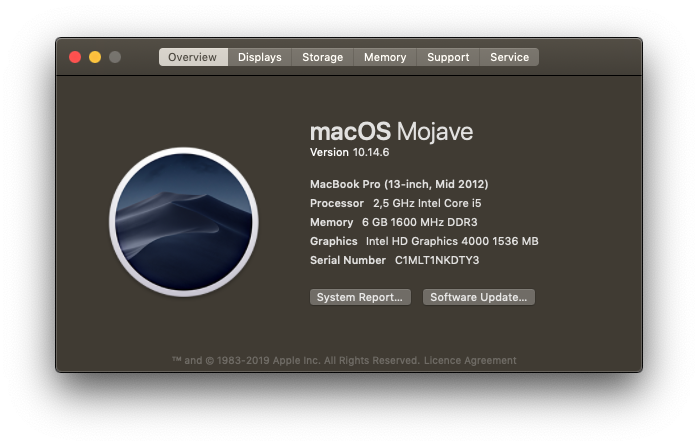 Overview Displays Storage Memory Support Service
macOS Mojave
Version 10.14.6
MacBook Pro (13-inch, Mid 2012)
Processor 2,5 GHz Intel Core i5
Memory 6 GB 1600 MHz DDR3
Graphics Intel HD Graphics 4000 1536 MB
Serial Number C1MLT1NKDTY3
System Report... Software Update...
™ and © 1983-2019 Apple Inc. All Rights Reserved. Licence Agreement